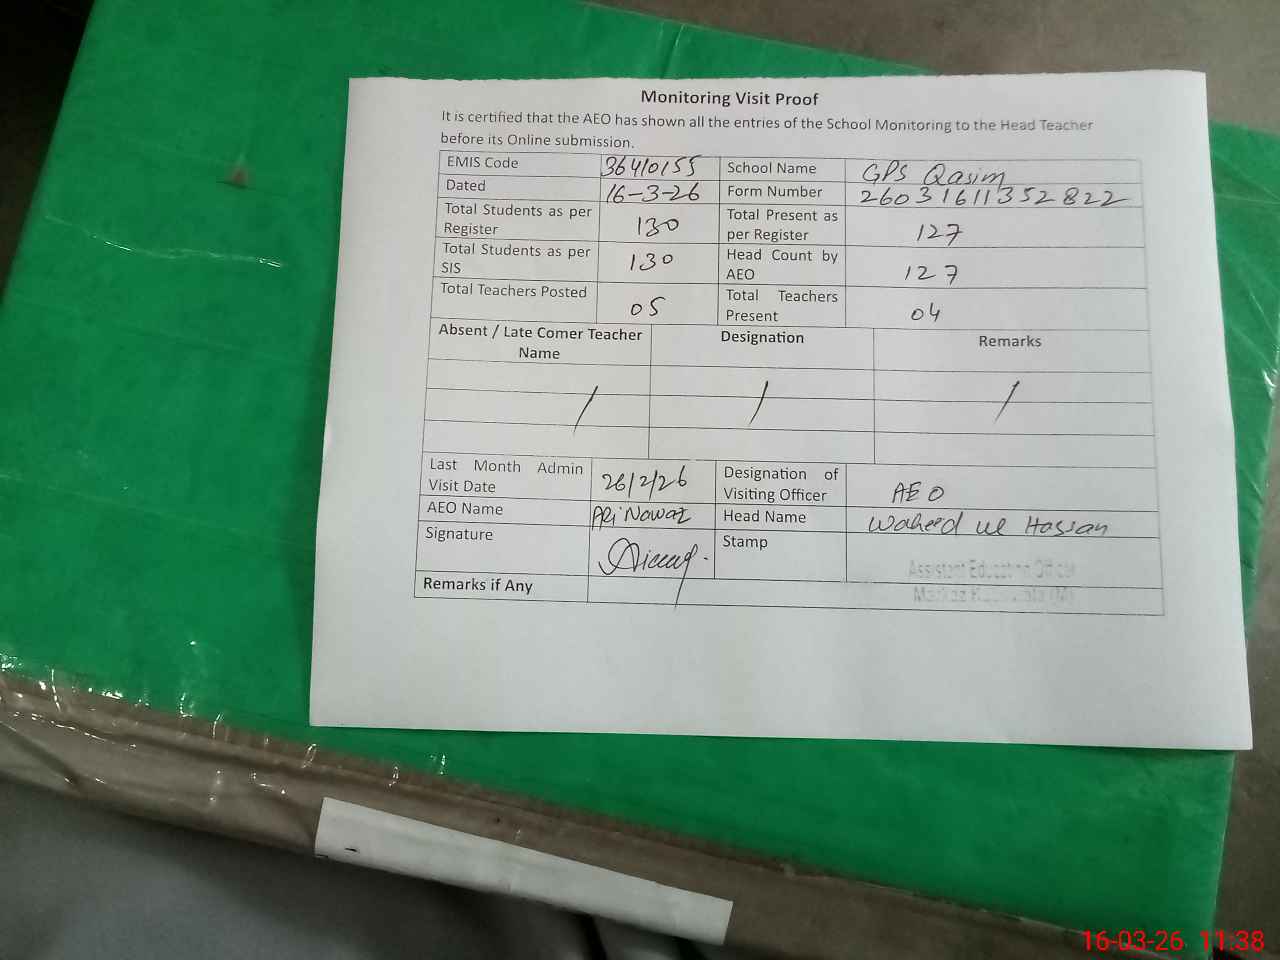 Monitoring Visit Proof
It is certified that the AEO has shown all the entries of the School Monitoring to the Head Teacher
before its Online submission.
EMIS Code 36410155 School Name GPS Qasim
Dated 16-3-26 Form Number 26031611352822
Total Students as per Register 130 Total Present as per Register 127
Total Students as per SIS 130 Head Count by AEO 127
Total Teachers Posted 05 Total Teachers Present 04
Absent / Late Comer Teacher Name Designation Remarks
/ / /
Last Month Admin Visit Date 26/2/26 Designation of Visiting Officer AEO
AEO Name Ali Nawaz Head Name Waheed ul Hassan
Signature Stamp
Assistant Education Officer
Markaz (M)
Remarks if Any /
16-03-26 11:38